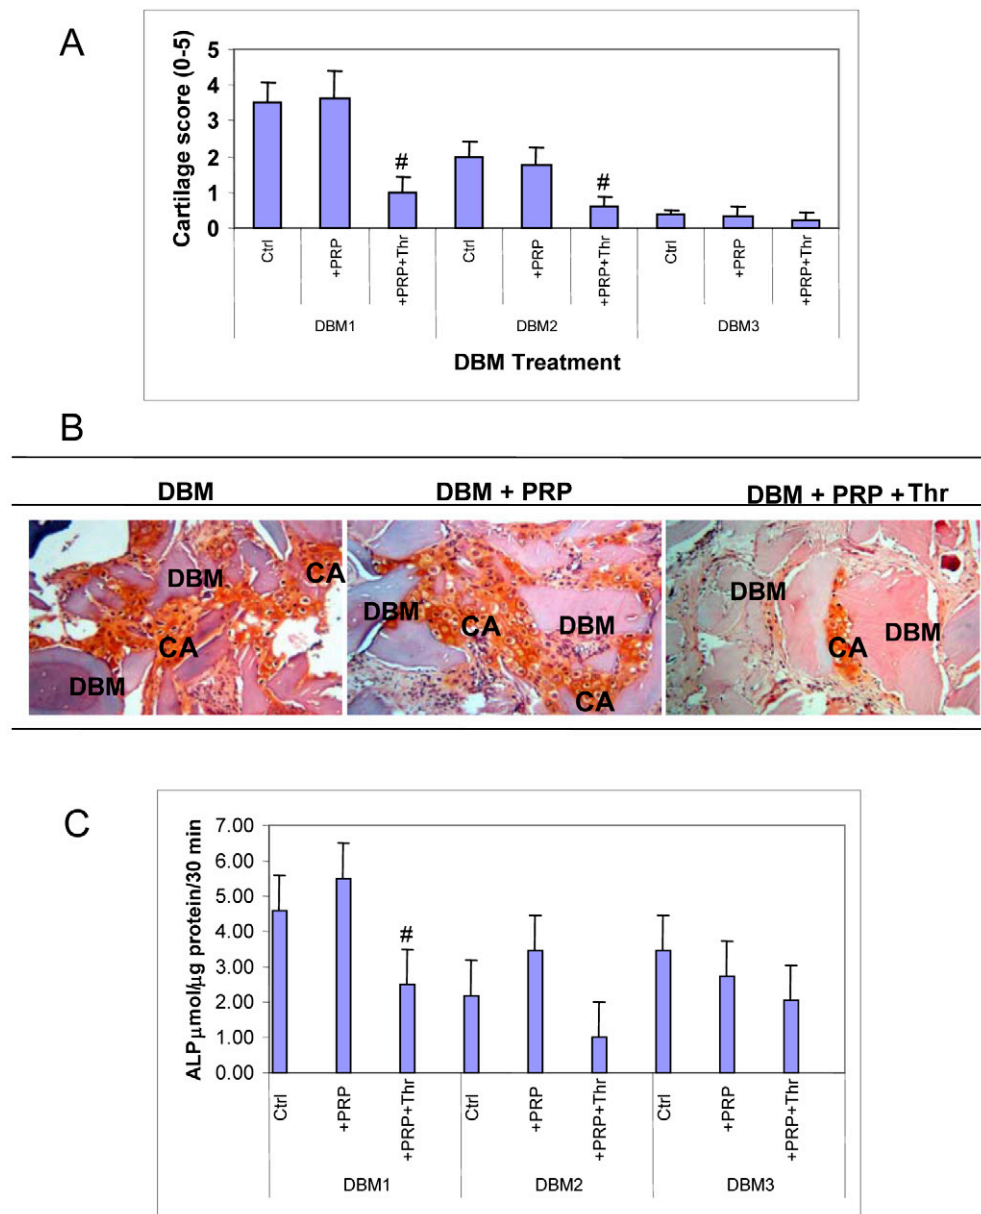 A
Cartilage score (0-5)
5
4
3
2
1
0
#
#
Ctrl
+PRP
+PRP+Thr
Ctrl
+PRP
+PRP+Thr
Ctrl
+PRP
+PRP+Thr
DBM1
DBM2
DBM3
DBM Treatment
B
DBM
DBM + PRP
DBM + PRP +Thr
DBM
CA
CA
DBM
DBM
CA
DBM
CA
DBM
CA
DBM
C
ALP µmol/µg protein/30 min
7.00
6.00
5.00
4.00
3.00
2.00
1.00
0.00
#
Ctrl
+PRP
+PRP+Thr
Ctrl
+PRP
+PRP+Thr
Ctrl
+PRP
+PRP+Thr
DBM1
DBM2
DBM3